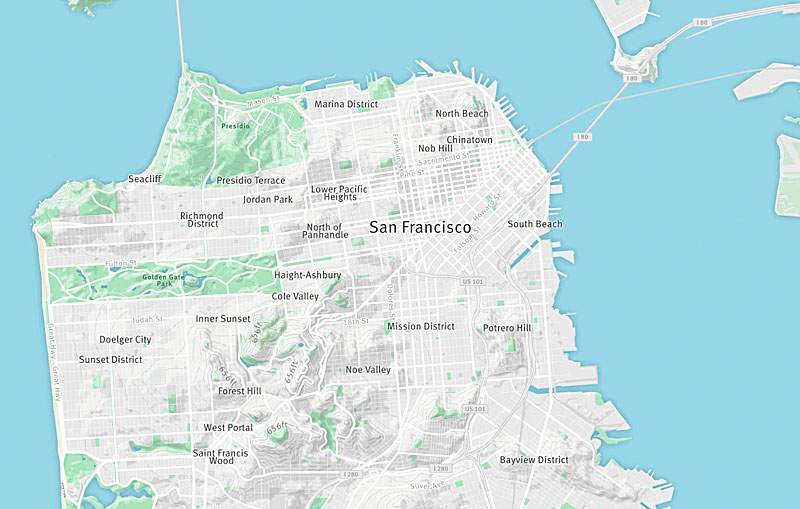 I 80
I 80
Mason St
Marina District
North Beach
Presidio
Franklin St
Chinatown
I 80
Nob Hill
Sacramento St
Pine St
Seacliff
Presidio Terrace
Lower Pacific
Heights
Jordan Park
Howard St
Richmond
District
North of
Panhandle
San Francisco
South Beach
Folsom St
Fulton St
Golden Gate
Park
Haight-Ashbury
US 101
Cole Valley
Dolores St
Judah St
Inner Sunset
18th St
Mission District
Potrero Hill
656ft
Great Hwy
Doelger City
Sunset District
Great Hwy
656ft
656ft
Noe Valley
Forest Hill
US 101
West Portal
656ft
Saint Francis
Wood
Bayview District
I 280
I 280
Silver Ave